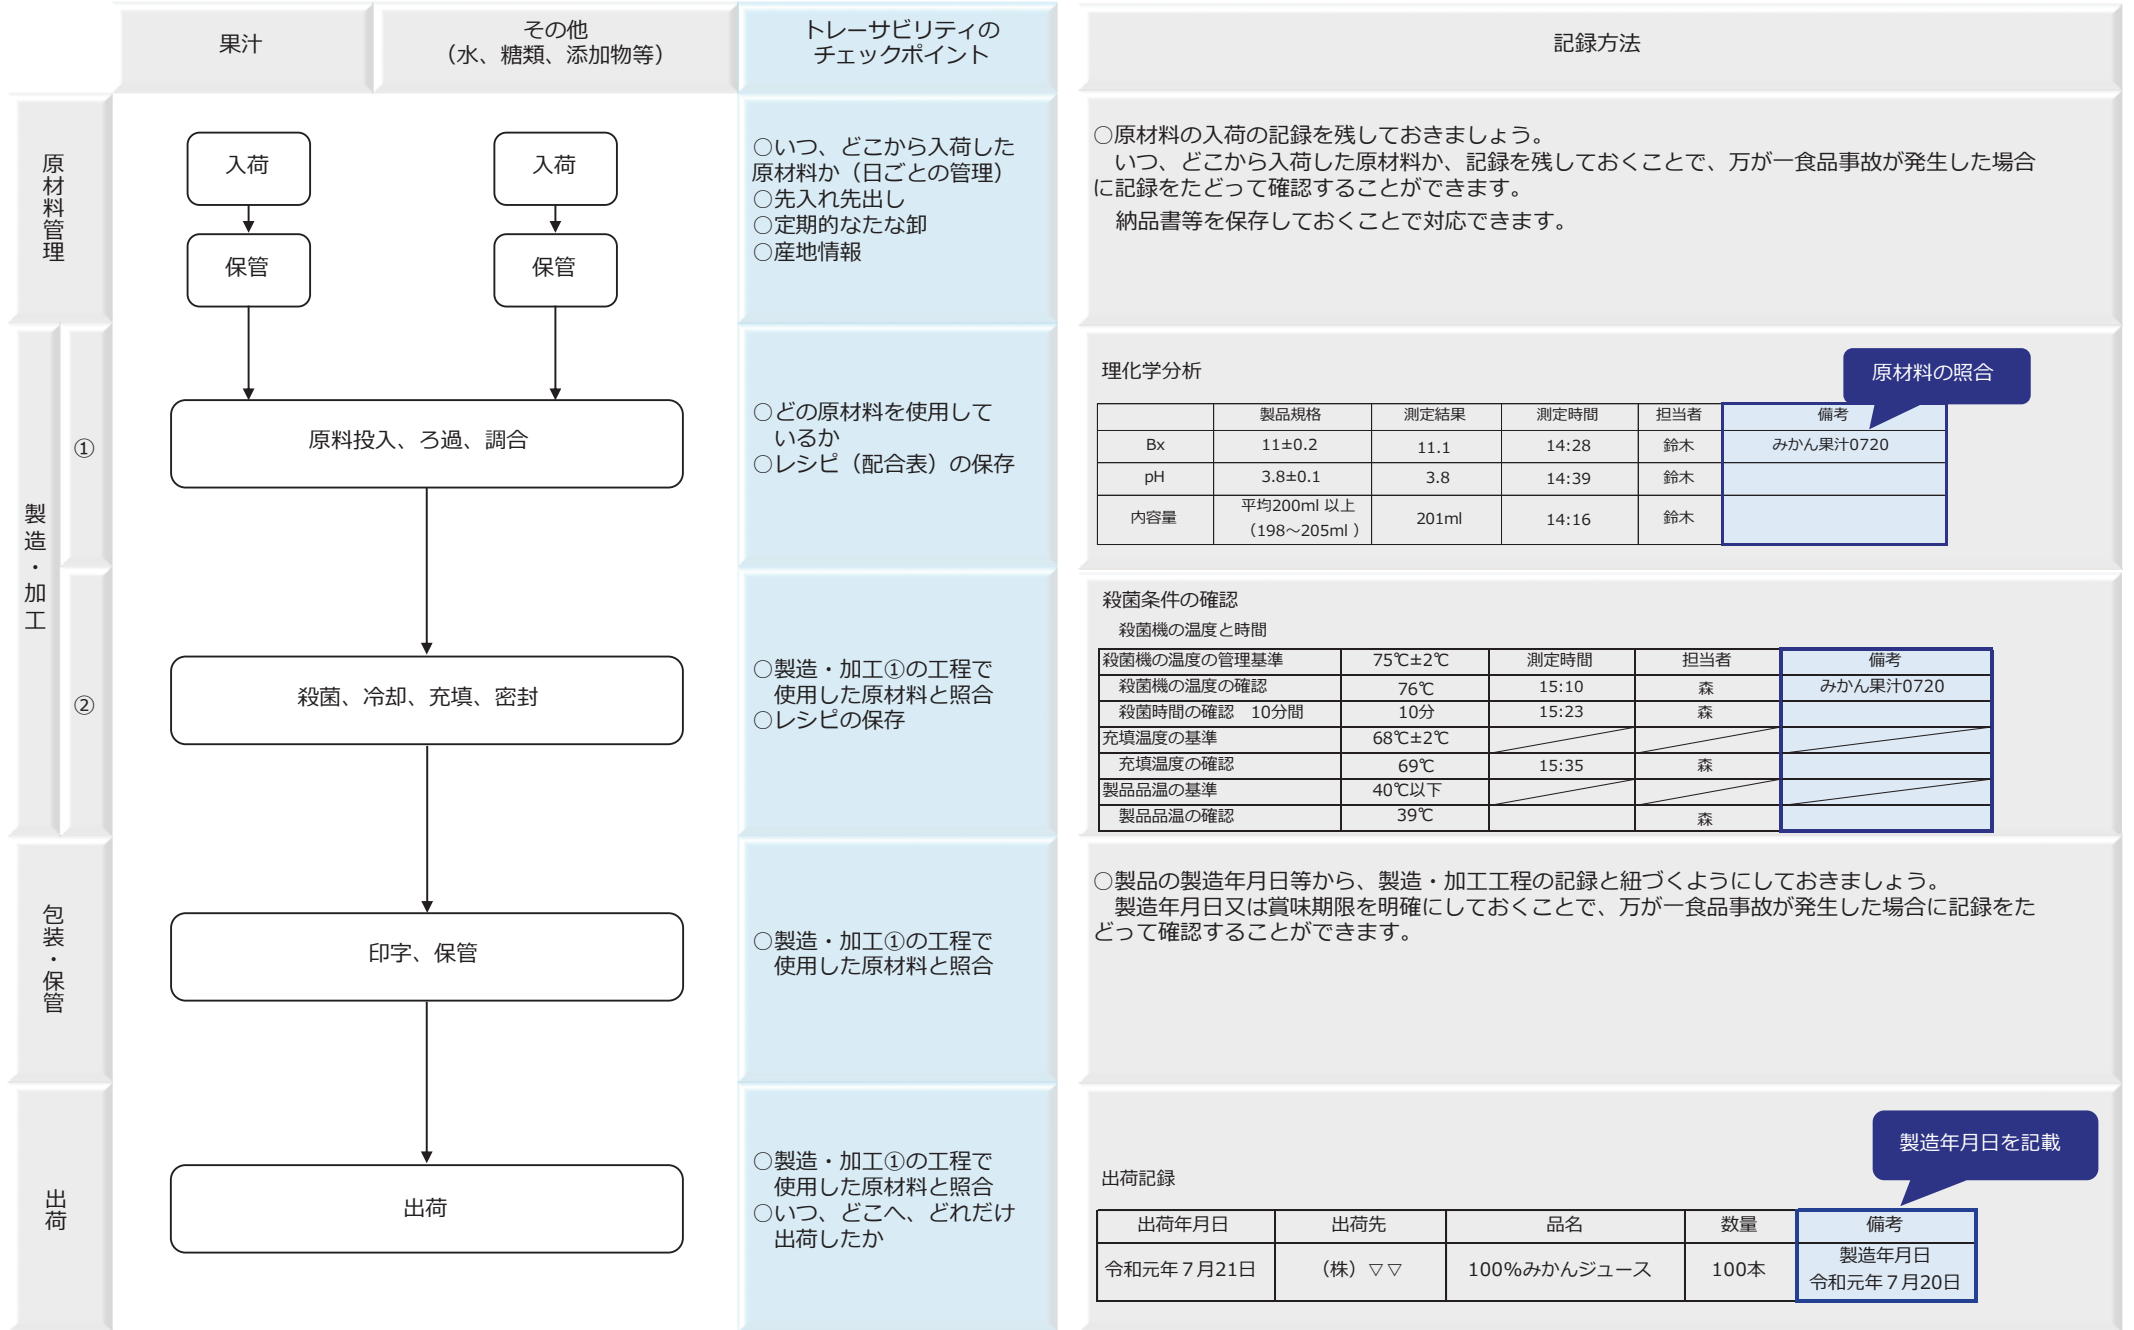 果汁
その他
（水、糖類、添加物等）
トレーサビリティの
チェックポイント
記録方法
原材料管理
入荷
入荷
保管
保管
○いつ、どこから入荷した
原材料か（日ごとの管理）
○先入れ先出し
○定期的なたな卸
○産地情報
○原材料の入荷の記録を残しておきましょう。
いつ、どこから入荷した原材料か、記録を残しておくことで、万が一食品事故が発生した場合
に記録をたどって確認することができます。
納品書等を保存しておくことで対応できます。
製造・加工
①
原料投入、ろ過、調合
○どの原材料を使用して
いるか
○レシピ（配合表）の保存
理化学分析
原材料の照合
製品規格 測定結果 測定時間 担当者 備考
Bx 11±0.2 11.1 14:28 鈴木 みかん果汁0720
pH 3.8±0.1 3.8 14:39 鈴木
内容量 平均200ml 以上 201ml 14:16 鈴木
（198～205ml ）
②
殺菌、冷却、充填、密封
○製造・加工①の工程で
使用した原材料と照合
○レシピの保存
殺菌条件の確認
殺菌機の温度と時間
殺菌機の温度の管理基準 75℃±2℃ 測定時間 担当者 備考
殺菌機の温度の確認 76℃ 15:10 森 みかん果汁0720
殺菌時間の確認　10分間 10分 15:23 森
充填温度の基準 68℃±2℃
充填温度の確認 69℃ 15:35 森
製品品温の基準 40℃以下
製品品温の確認 39℃ 森
包装・保管
印字、保管
○製造・加工①の工程で
使用した原材料と照合
○製品の製造年月日等から、製造・加工工程の記録と紐づくようにしておきましょう。
製造年月日又は賞味期限を明確にしておくことで、万が一食品事故が発生した場合に記録をた
どって確認することができます。
出荷
出荷
○製造・加工①の工程で
使用した原材料と照合
○いつ、どこへ、どれだけ
出荷したか
製造年月日を記載
出荷記録
出荷年月日 出荷先 品名 数量 備考
令和元年７月21日 （株）▽▽ 100%みかんジュース 100本 製造年月日
令和元年７月20日